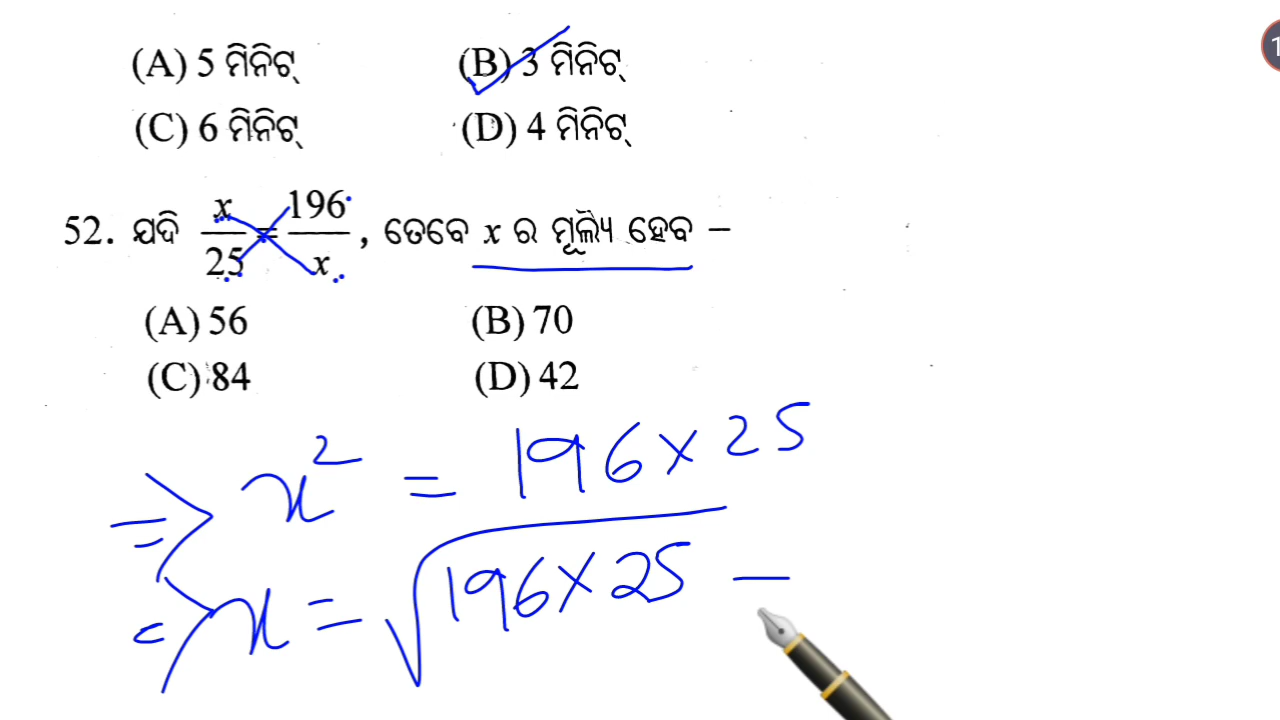 (A) 5 ମିନିଟ୍ (B) 3 ମିନିଟ୍
(C) 6 ମିନିଟ୍ (D) 4 ମିନିଟ୍
52. ଯଦି x/25 = 196/x, ତେବେ x ର ମୂଲ୍ୟ ହେବ –
(A) 56 (B) 70
(C) 84 (D) 42
=> x² = 196 × 25
=> x = √196 × 25 –